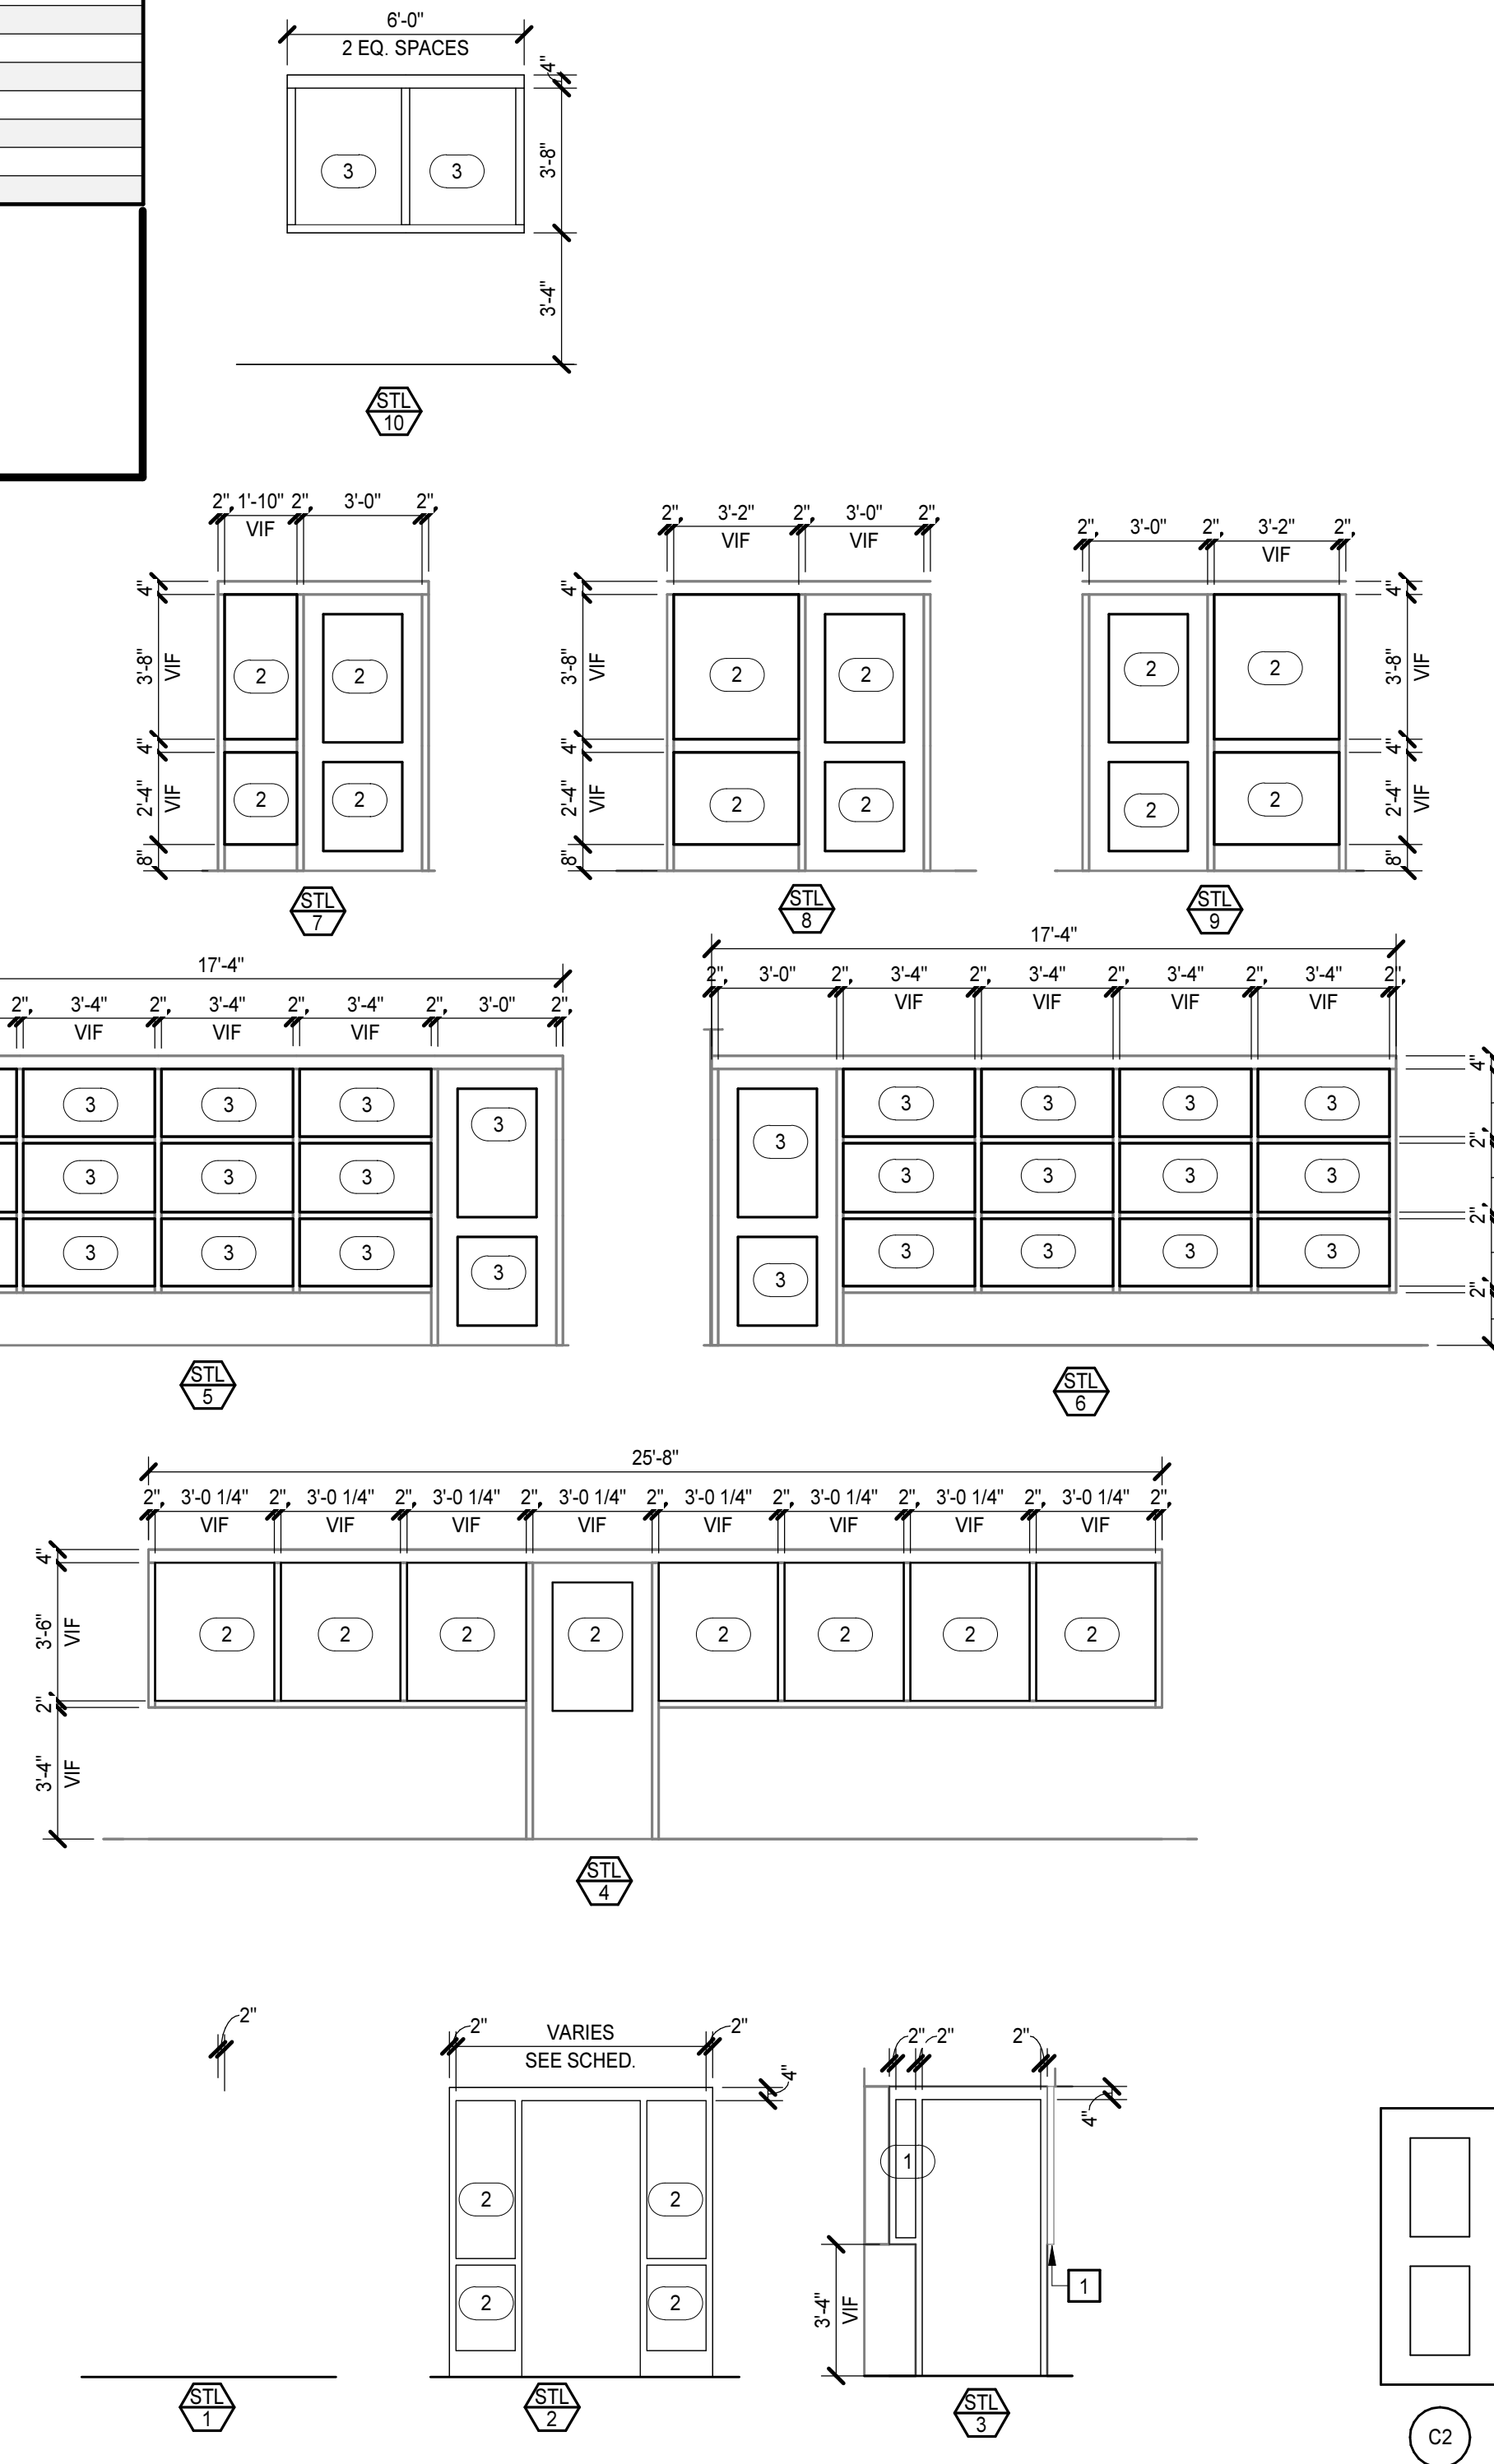 6'-0"
2 EQ. SPACES
4"
3'-8"
3 3
3'-4"
STL
10
2", 1'-10" 2", 3'-0" 2",
VIF
4"
3'-8"
VIF
2 2
4"
2'-4"
VIF
2 2
8"
STL
7
2", 3'-2" 2", 3'-0" 2",
VIF VIF
4"
3'-8"
VIF
2 2
4"
2'-4"
VIF
2 2
8"
STL
8
2", 3'-0" 2", 3'-2" 2",
VIF
4"
3'-8"
VIF
2 2
4"
2'-4"
VIF
2 2
8"
STL
9
17'-4"
2", 3'-4" 2", 3'-4" 2", 3'-4" 2", 3'-0" 2",
VIF VIF VIF
3 3 3 3
3 3 3
3 3 3 3
STL
5
17'-4"
2", 3'-0" 2", 3'-4" 2", 3'-4" 2", 3'-4" 2", 3'-4" 2",
VIF VIF VIF VIF
4"
3 3 3 3 3
2"
3 3 3 3
2"
3 3 3 3 3
2"
STL
6
25'-8"
2", 3'-0 1/4" 2", 3'-0 1/4" 2", 3'-0 1/4" 2", 3'-0 1/4" 2", 3'-0 1/4" 2", 3'-0 1/4" 2", 3'-0 1/4" 2", 3'-0 1/4" 2",
VIF VIF VIF VIF VIF VIF VIF VIF
4"
3'-6"
VIF
2 2 2 2 2 2 2 2
2"
3'-4"
VIF
STL
4
2"
STL
1
2" VARIES 2"
SEE SCHED.
4"
2 2
2 2
STL
2
2" 2" 2"
4"
1
3'-4"
VIF
1
STL
3
C2